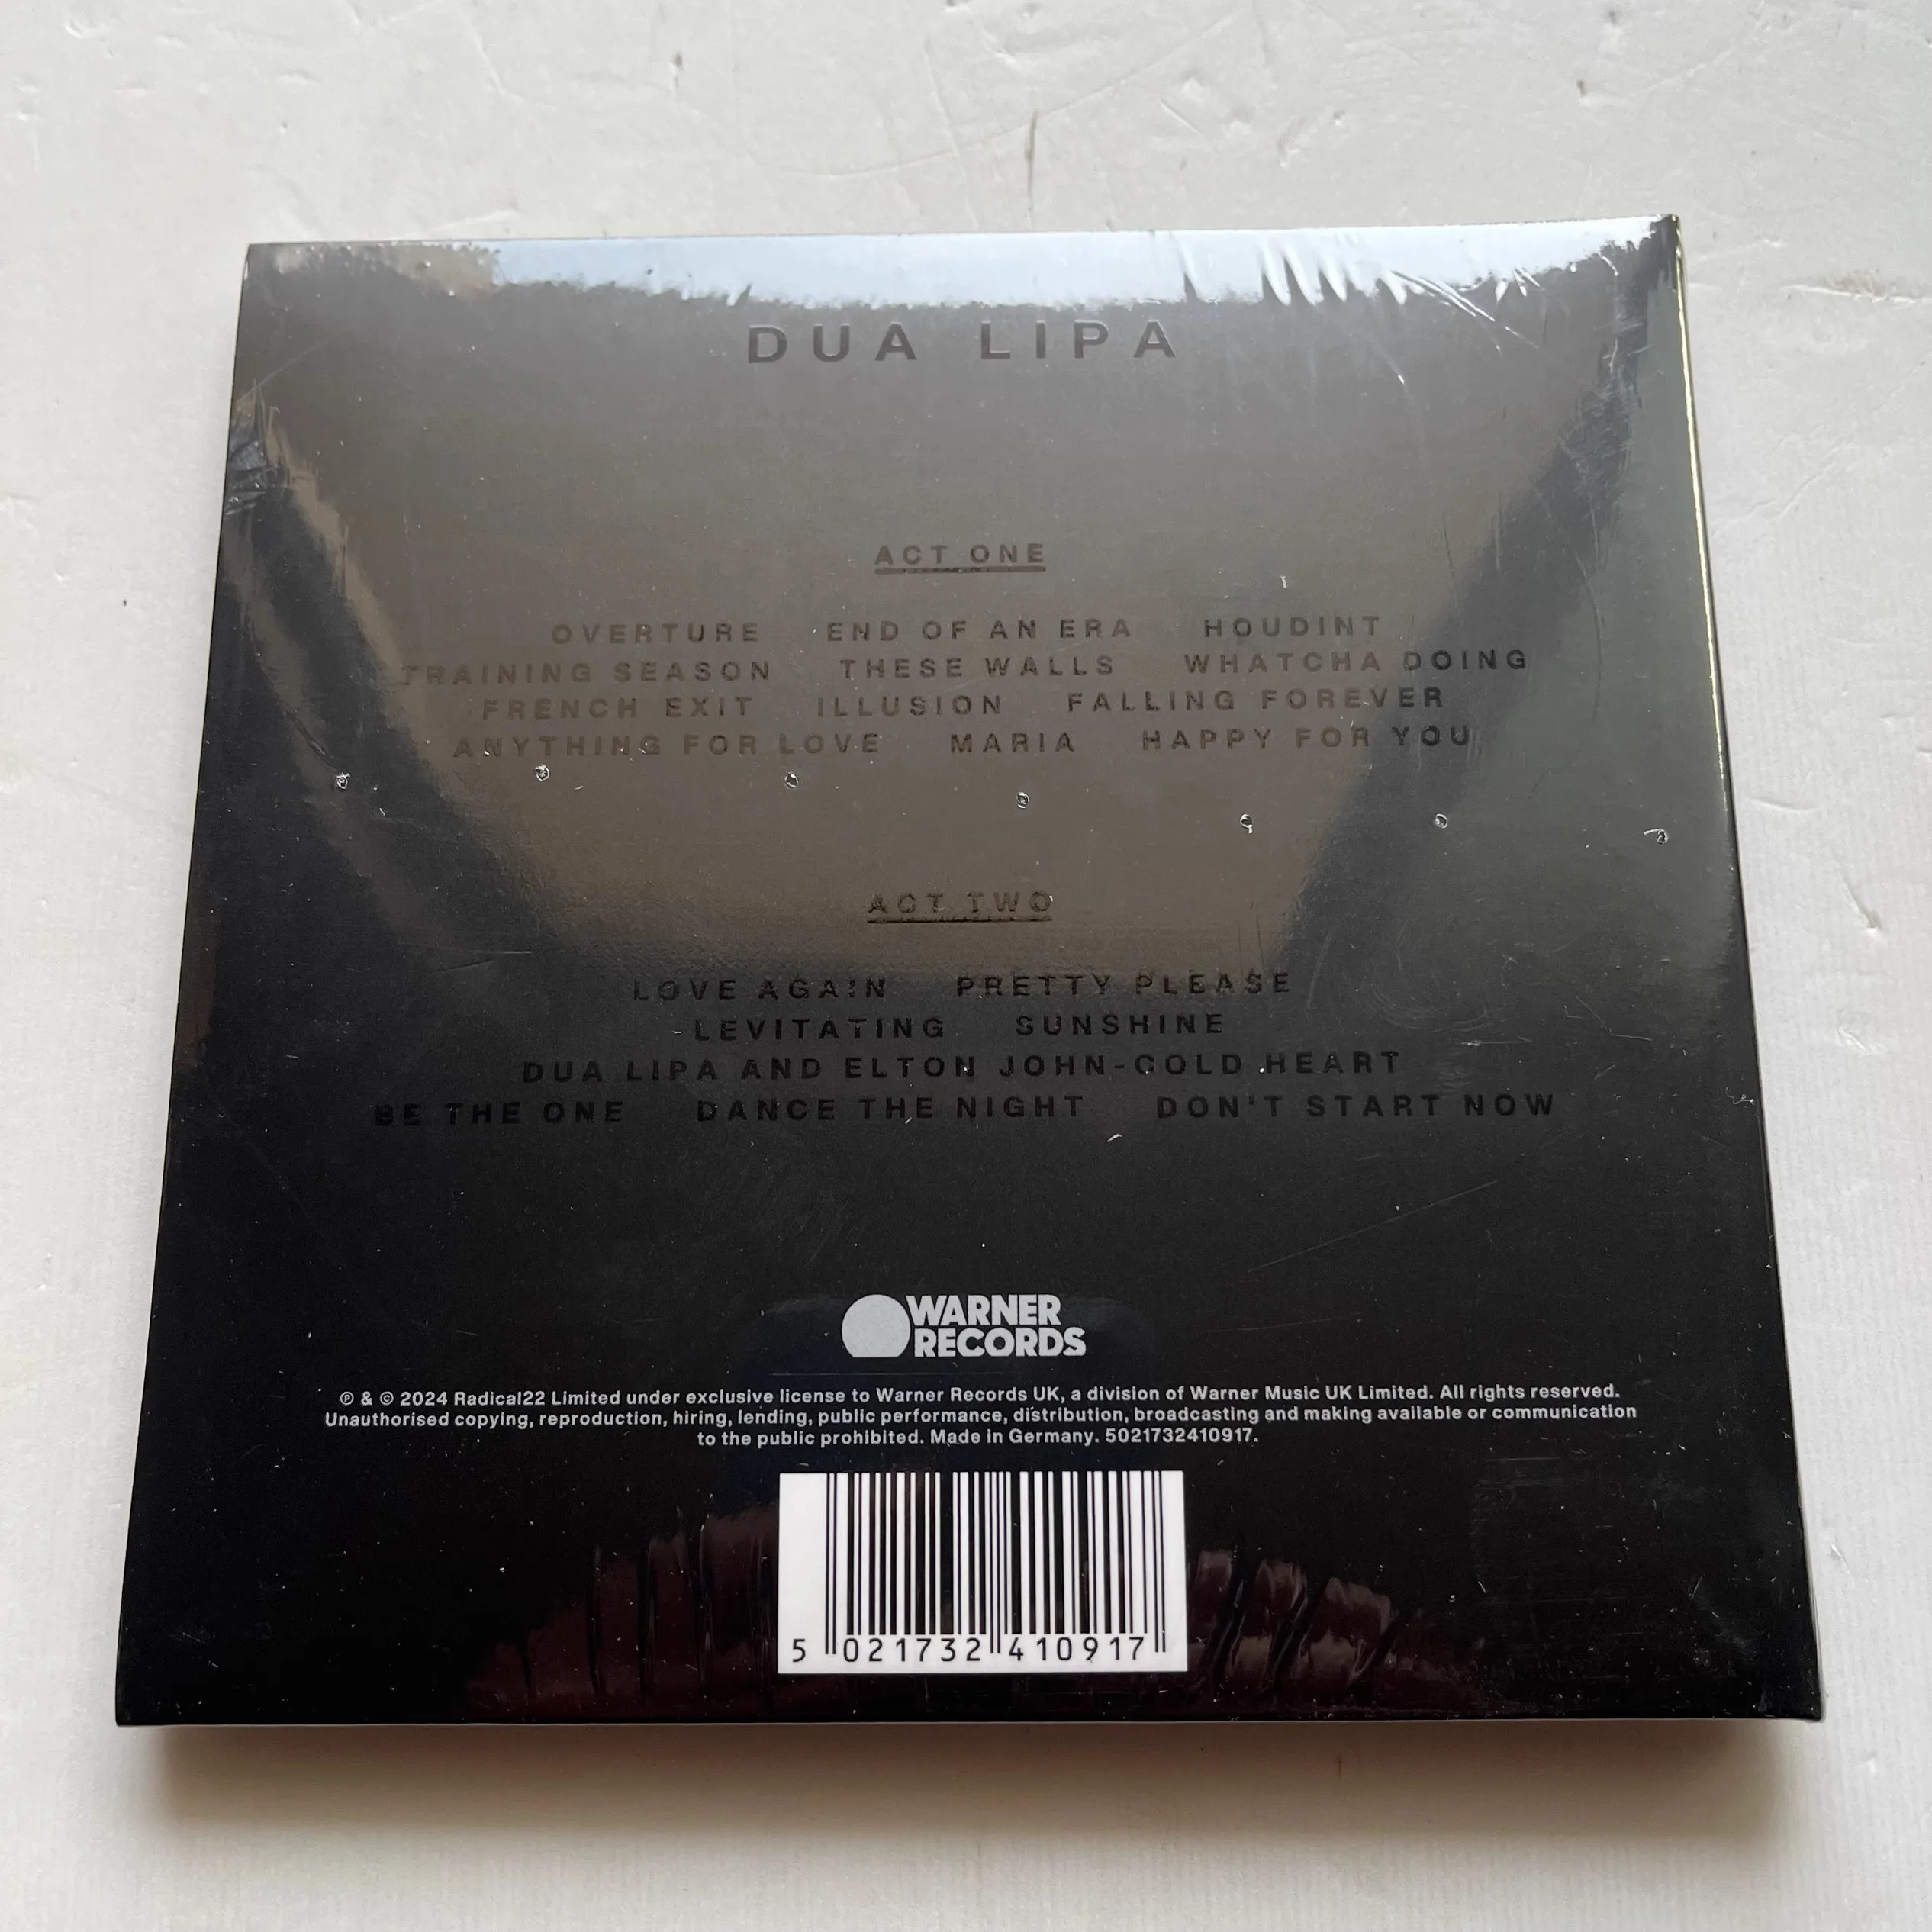 DUA LIPA
ACT ONE
OVERTURE END OF AN ERA HOUDINT
TRAINING SEASON THESE WALLS WHATCHA DOING
FRENCH EXIT ILLUSION FALLING FOREVER
ANYTHING FOR LOVE MARIA HAPPY FOR YOU
ACT TWO
LOVE AGAIN PRETTY PLEASE
LEVITATING SUNSHINE
DUA LIPA AND ELTON JOHN-COLD HEART
BE THE ONE DANCE THE NIGHT DON'T START NOW
WARNER
RECORDS
℗ & © 2024 Radical22 Limited under exclusive license to Warner Records UK, a division of Warner Music UK Limited. All rights reserved.
Unauthorised copying, reproduction, hiring, lending, public performance, distribution, broadcasting and making available or communication
to the public prohibited. Made in Germany. 5021732410917.
5 021732 410917